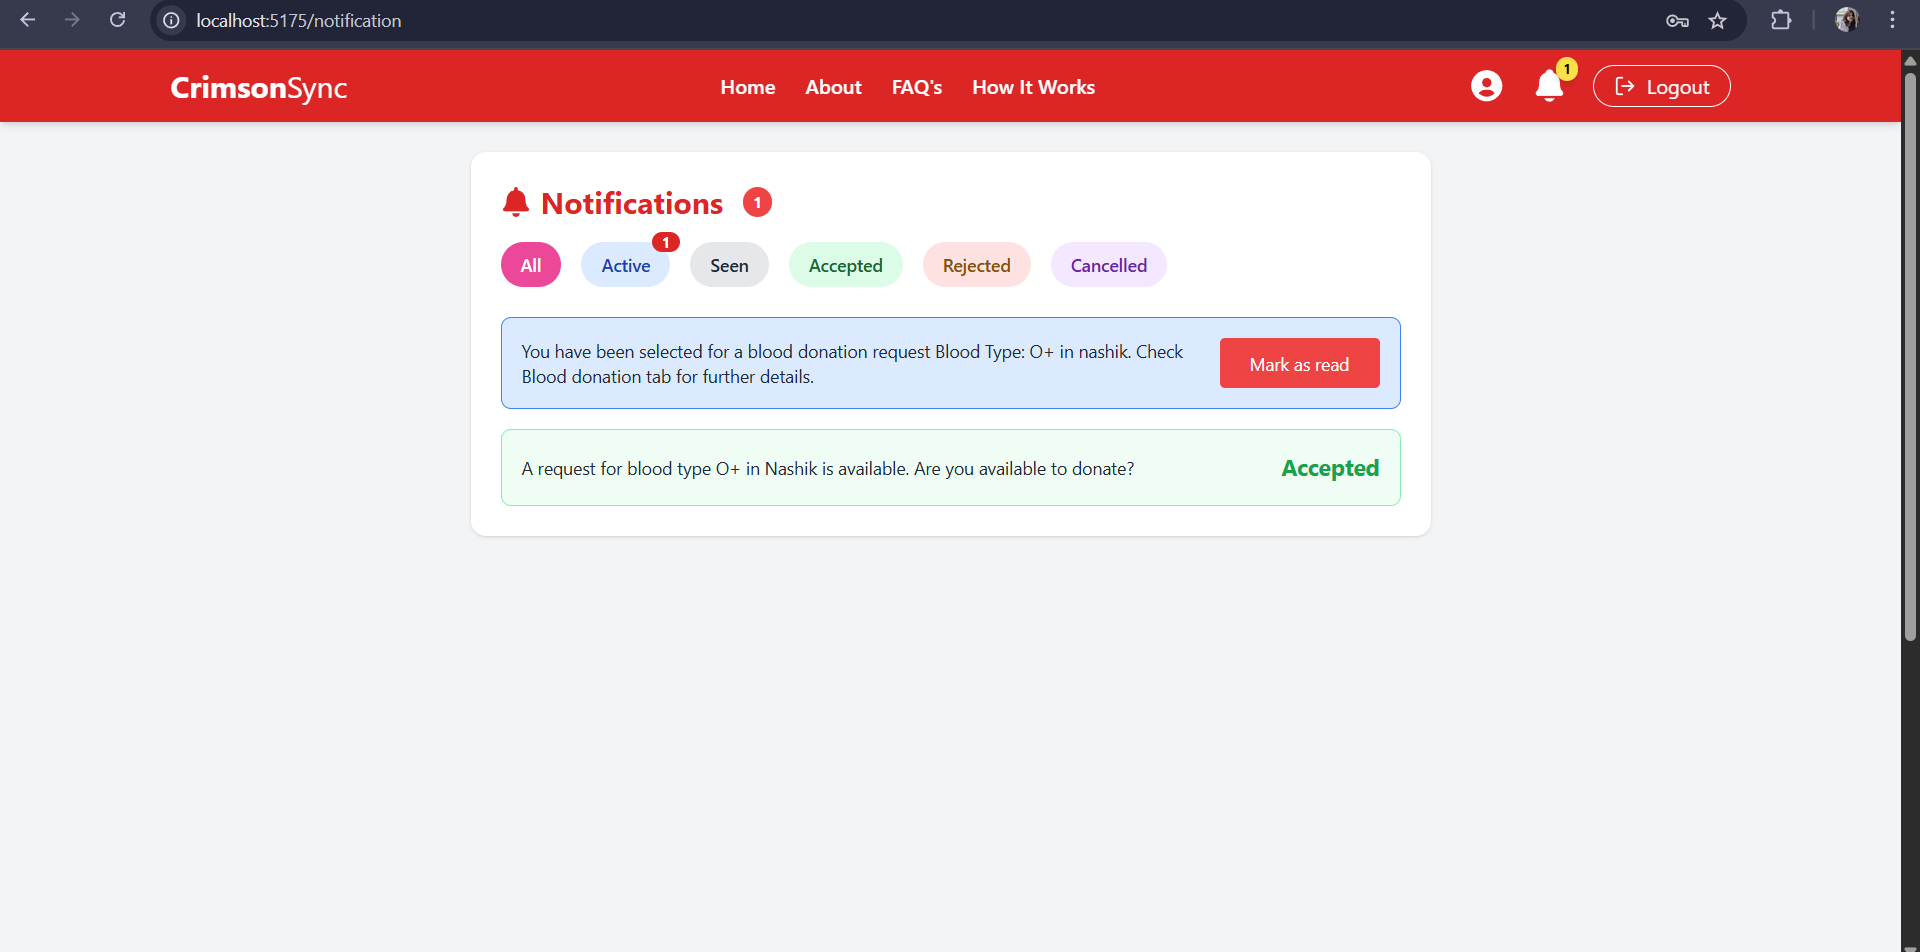 localhost:5175/notification
CrimsonSync
Home About FAQ's How It Works
1
Logout
Notifications 1
All Active 1 Seen Accepted Rejected Cancelled
You have been selected for a blood donation request Blood Type: O+ in nashik. Check
Blood donation tab for further details.
Mark as read
A request for blood type O+ in Nashik is available. Are you available to donate?
Accepted